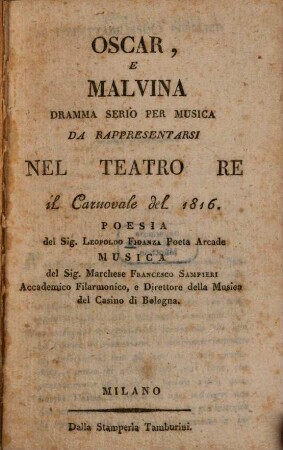 OSCAR,
E
MALVINA
DRAMMA SERIO PER MUSICA
DA RAPPRESENTARSI
NEL TEATRO RE
il Carnovale del 1816.
POESIA
del Sig. LEOPOLDO FIDANZA Poeta Arcade
MUSICA
del Sig. Marchese FRANCESCO SAMPIERI
Accademico Filarmonico, e Direttore della Musica
del Casino di Bologna.
MILANO
Dalla Stamperia Tamburini.